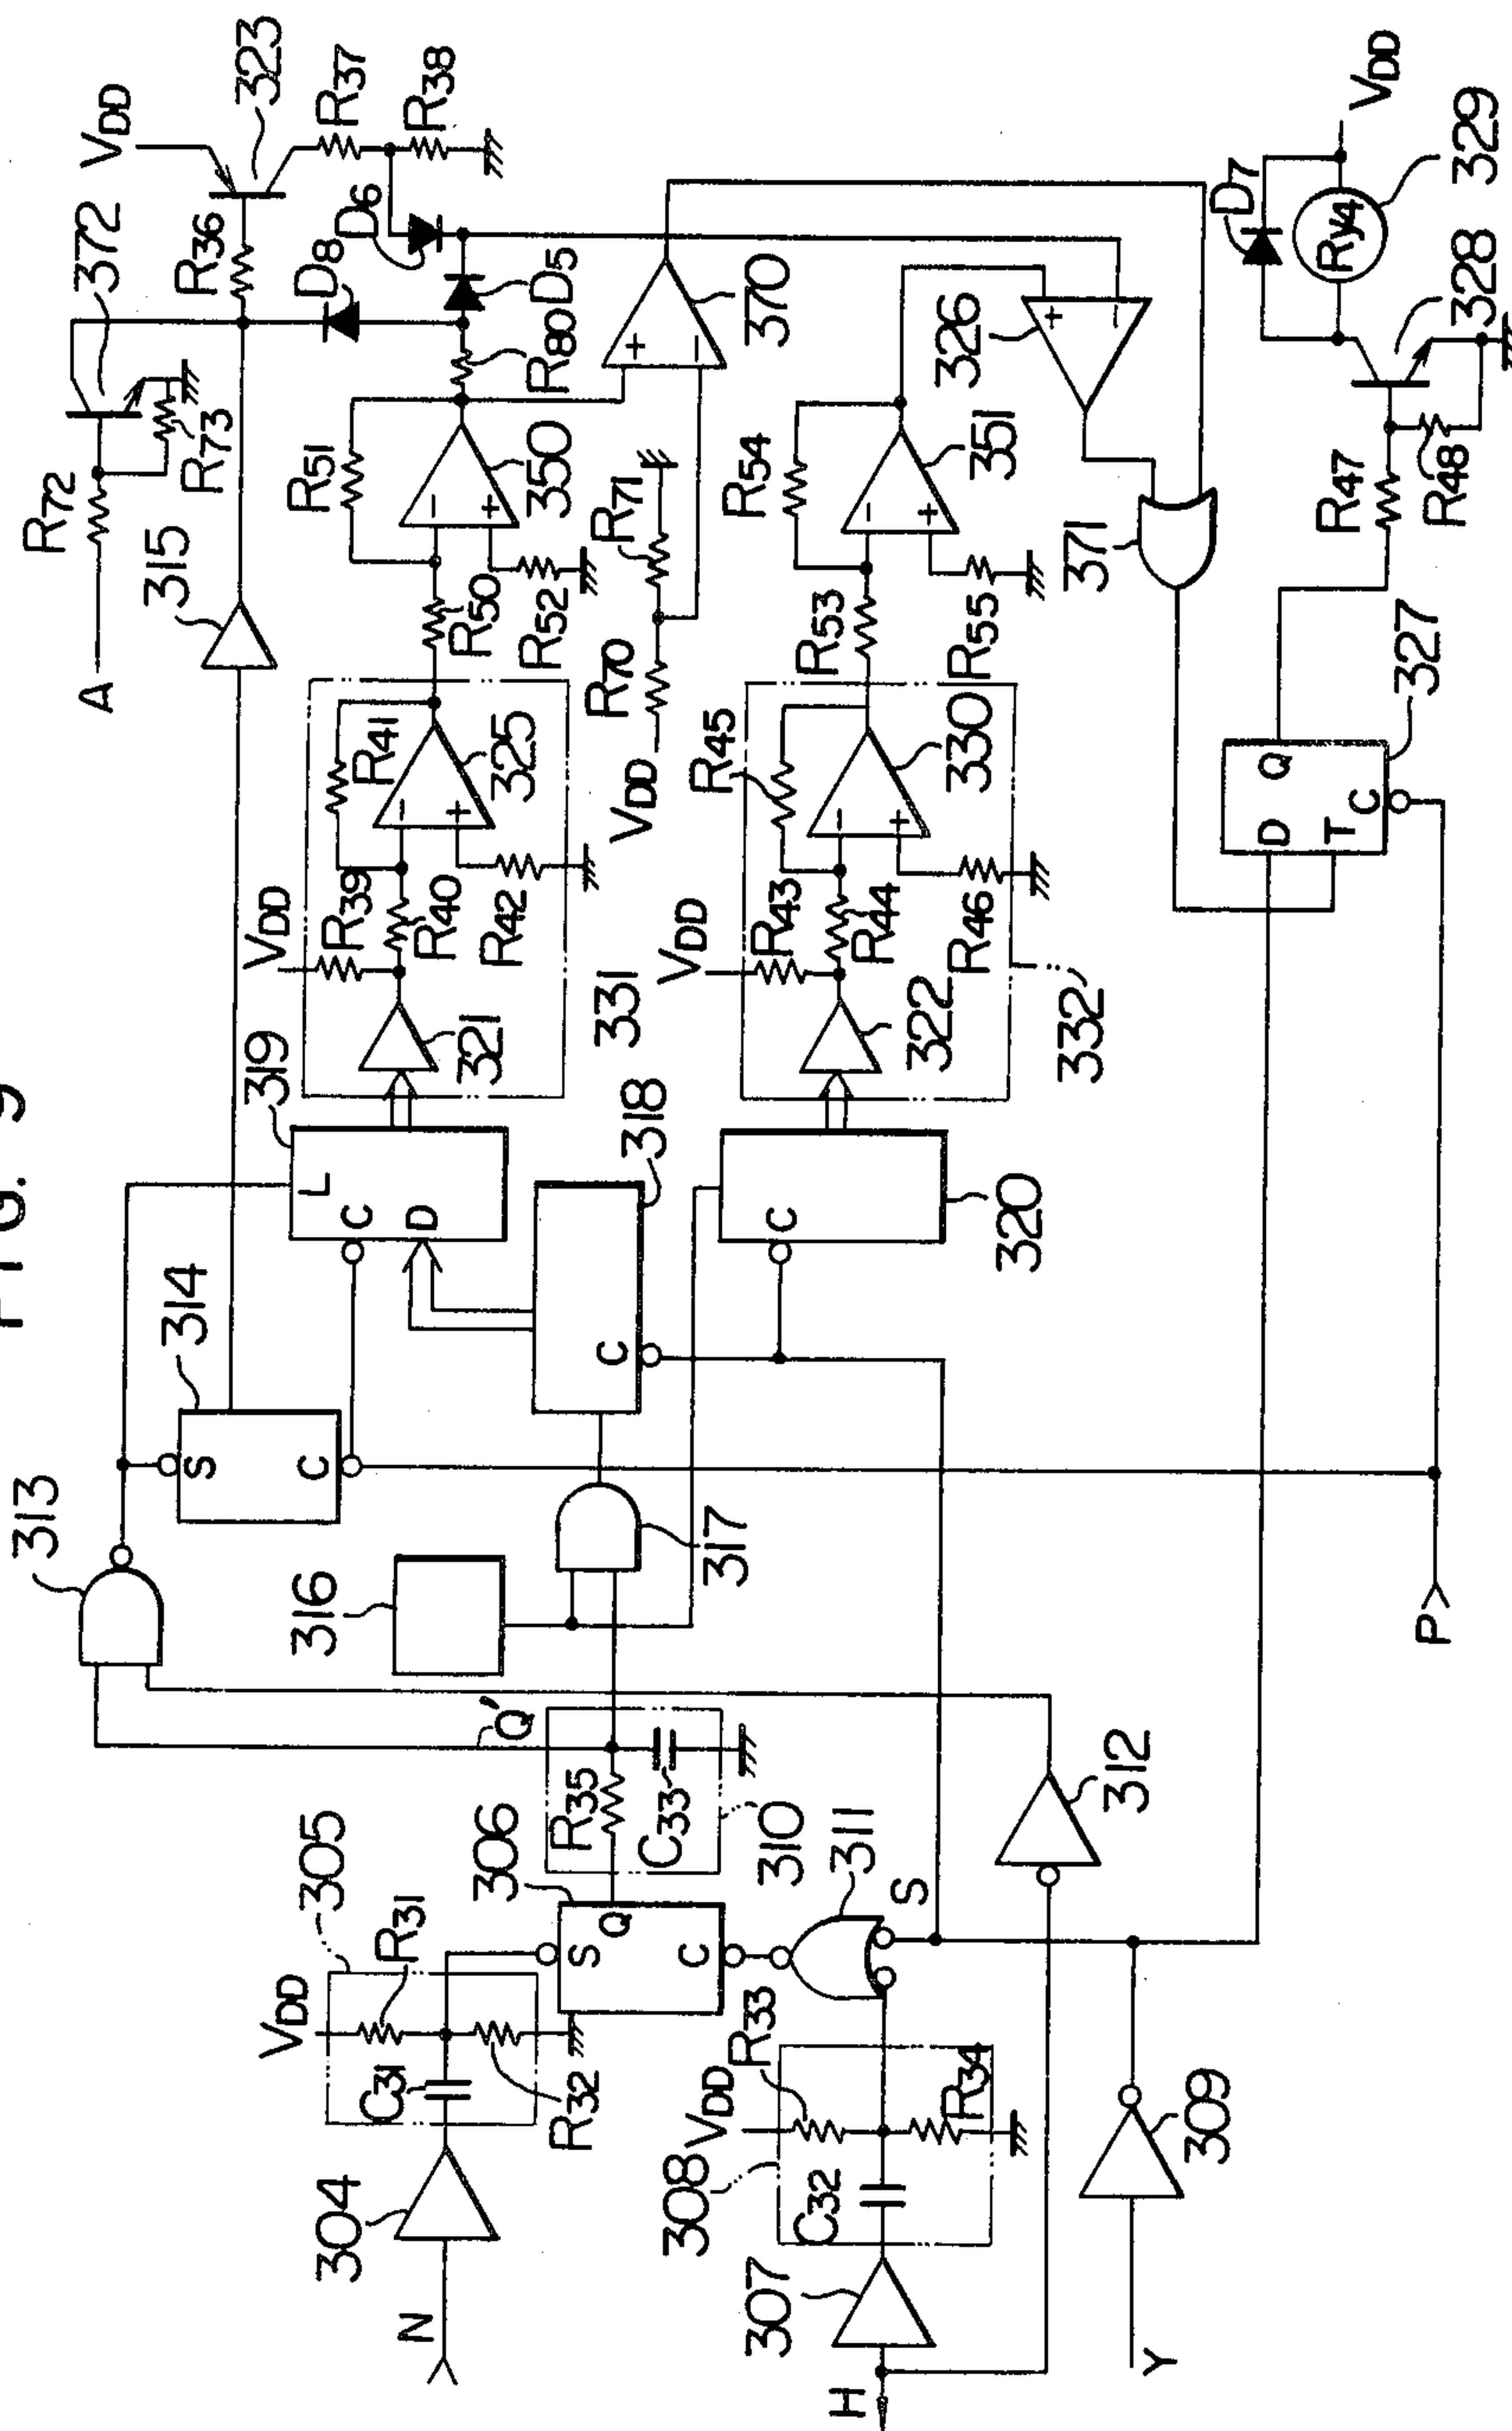 FIG. 9
N
304
305
VDD
R31
C31
R32
306
S
Q
C
R35
C33
310
Q'
H
307
308
VDD
R33
C32
R34
311
S
312
Y
309
313
314
S
C
316
317
318
C
319
L
C
D
320
C
P
A
R72
R73
372
315
R36
323
VDD
R37
R38
D8
D6
D5
R80
331
321
VDD
R39
R40
R41
325
R42
R50
R51
350
R52
VDD
R70
R71
370
332
322
VDD
R43
R44
R45
330
R46
R53
R54
351
R55
326
371
327
D
Q
T
C
R47
R48
328
D7
Ry4
329
VDD
+
−
+
−
+
−
+
−
+
−
+
−